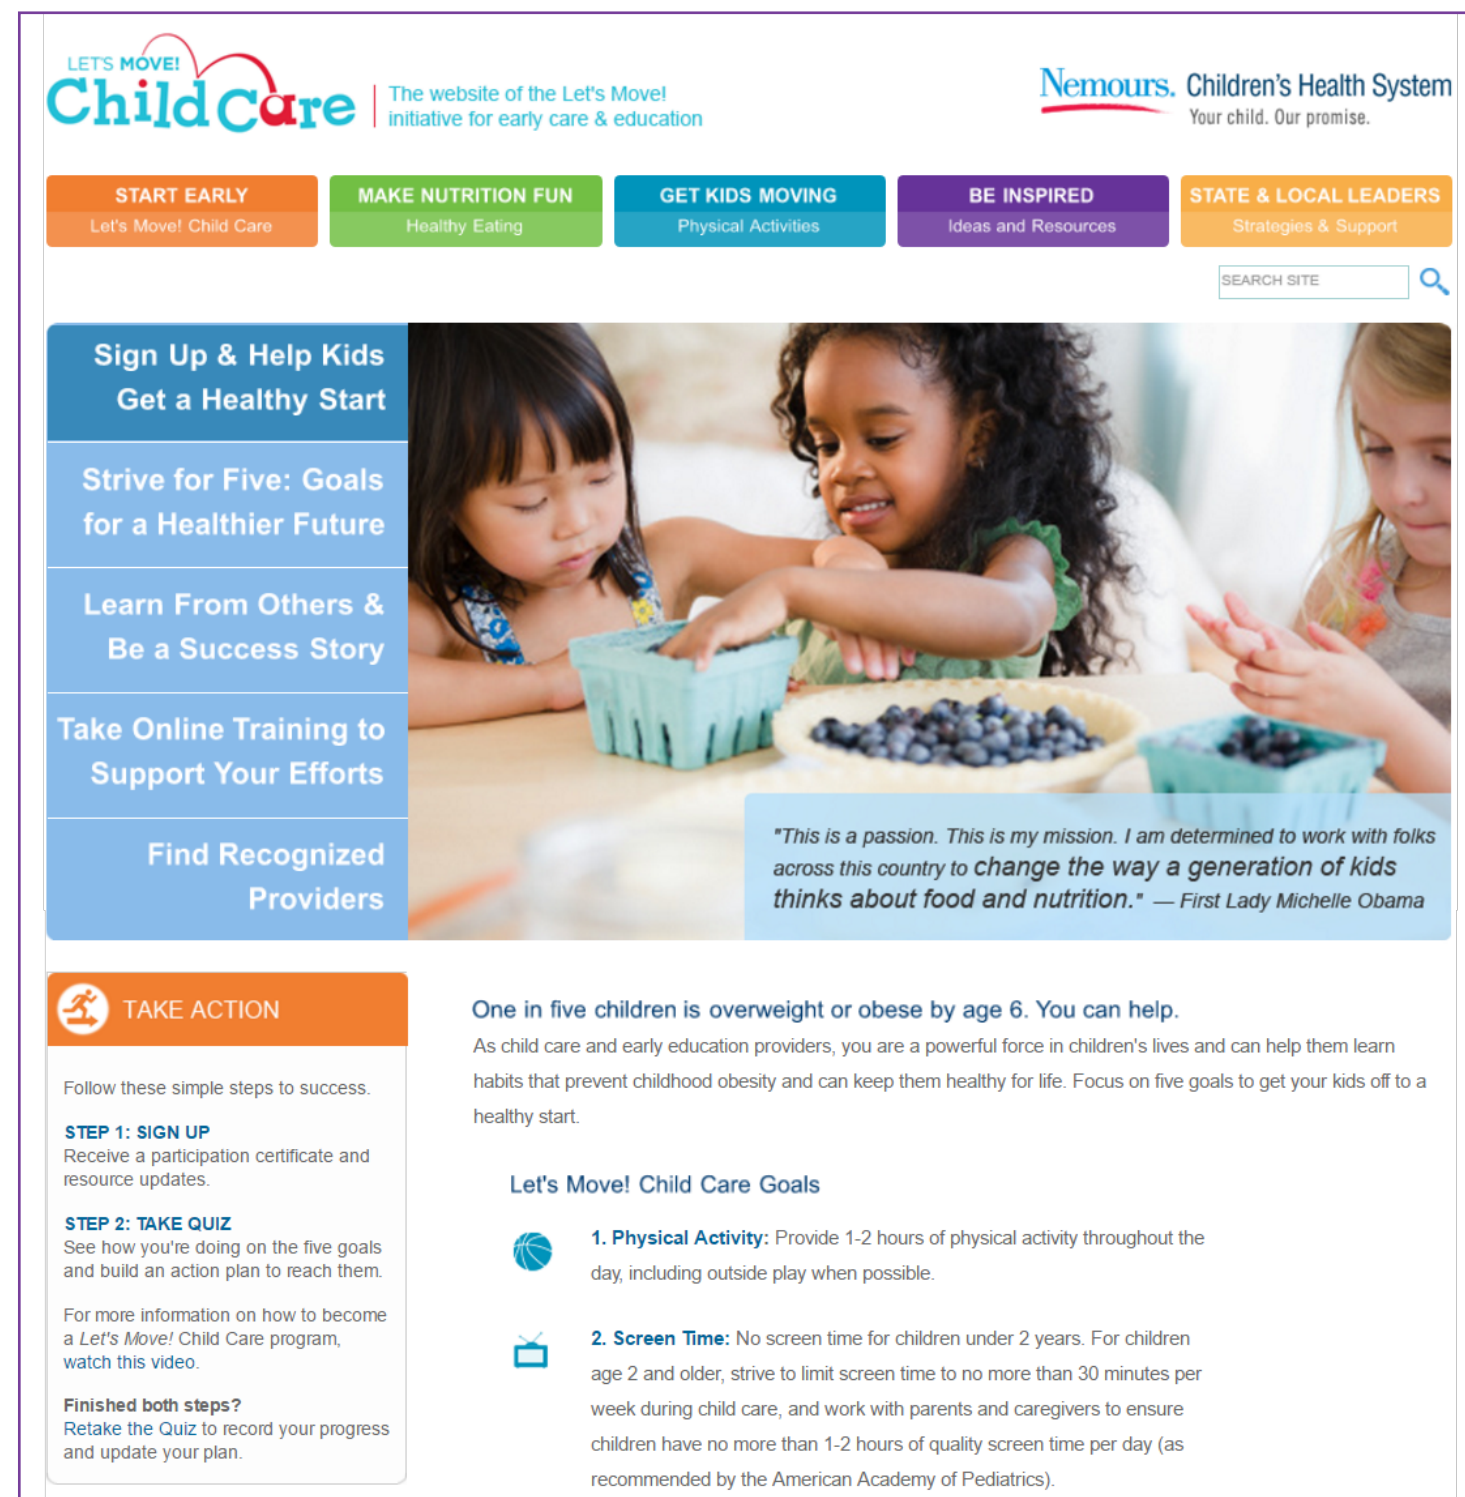 LET'S MOVE!
Child Care
The website of the Let's Move!
initiative for early care & education
Nemours. Children's Health System
Your child. Our promise.
START EARLY
Let's Move! Child Care
MAKE NUTRITION FUN
Healthy Eating
GET KIDS MOVING
Physical Activities
BE INSPIRED
Ideas and Resources
STATE & LOCAL LEADERS
Strategies & Support
SEARCH SITE
Sign Up & Help Kids
Get a Healthy Start
Strive for Five: Goals
for a Healthier Future
Learn From Others &
Be a Success Story
Take Online Training to
Support Your Efforts
Find Recognized
Providers
"This is a passion. This is my mission. I am determined to work with folks
across this country to change the way a generation of kids
thinks about food and nutrition." — First Lady Michelle Obama
TAKE ACTION
Follow these simple steps to success.
STEP 1: SIGN UP
Receive a participation certificate and
resource updates.
STEP 2: TAKE QUIZ
See how you're doing on the five goals
and build an action plan to reach them.
For more information on how to become
a Let's Move! Child Care program,
watch this video.
Finished both steps?
Retake the Quiz to record your progress
and update your plan.
One in five children is overweight or obese by age 6. You can help.
As child care and early education providers, you are a powerful force in children's lives and can help them learn
habits that prevent childhood obesity and can keep them healthy for life. Focus on five goals to get your kids off to a
healthy start.
Let's Move! Child Care Goals
1. Physical Activity: Provide 1-2 hours of physical activity throughout the
day, including outside play when possible.
2. Screen Time: No screen time for children under 2 years. For children
age 2 and older, strive to limit screen time to no more than 30 minutes per
week during child care, and work with parents and caregivers to ensure
children have no more than 1-2 hours of quality screen time per day (as
recommended by the American Academy of Pediatrics).